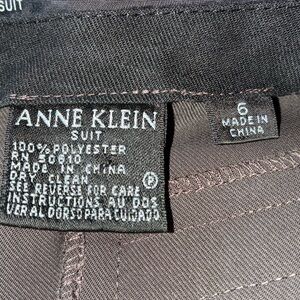 SUIT
ANNE KLEIN
SUIT
100% POLYESTER
RN 50610
MADE IN CHINA
DRY CLEAN
SEE REVERSE FOR CARE
INSTRUCTIONS AU DOS
VER AL DORSO PARA CUIDADO
P
6
MADE IN
CHINA